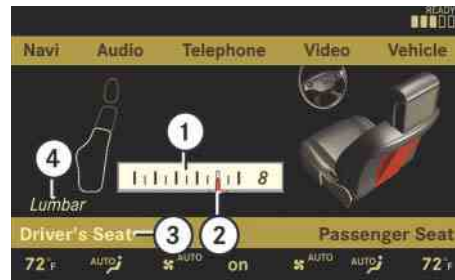 READY
Navi Audio Telephone Video Vehicle
1
4
8
Lumbar
3 2
Driver's Seat Passenger Seat
72°F AUTO AUTO on AUTO AUTO 72°F